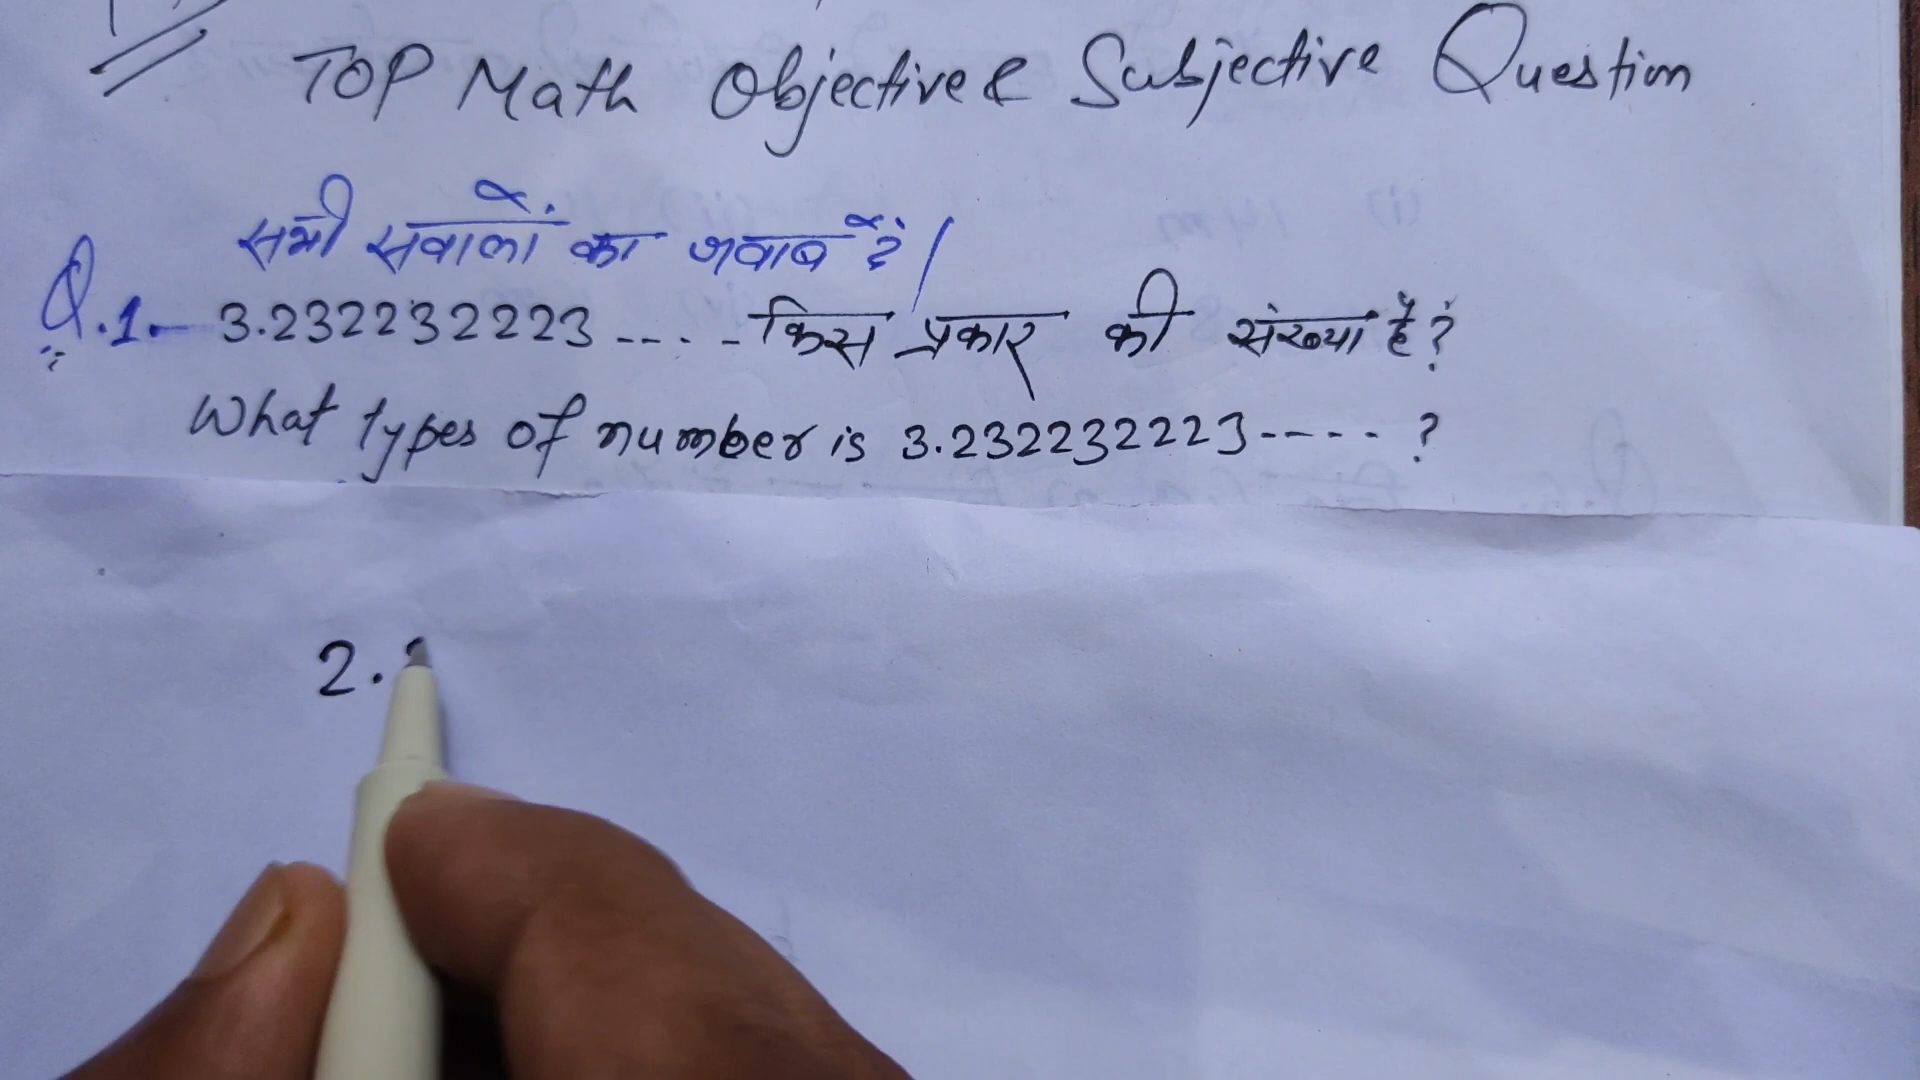 TOP Math Objective & Subjective Question
सभी सवालों का जवाब दें।
Q.1.- 3.232232223 ----- किस प्रकार की संख्या है?
What types of number is 3.232232223----- ?
2.